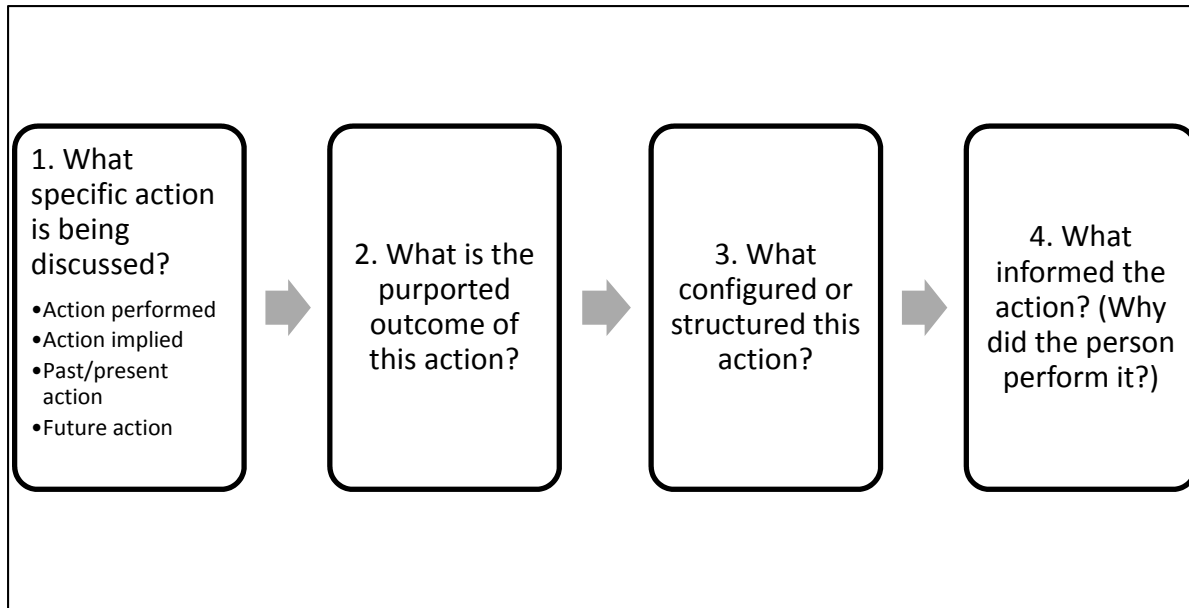 1. What
specific action
is being
discussed?
•Action performed
•Action implied
•Past/present
action
•Future action
2. What is the
purported
outcome of
this action?
3. What
configured or
structured this
action?
4. What
informed the
action? (Why
did the person
perform it?)